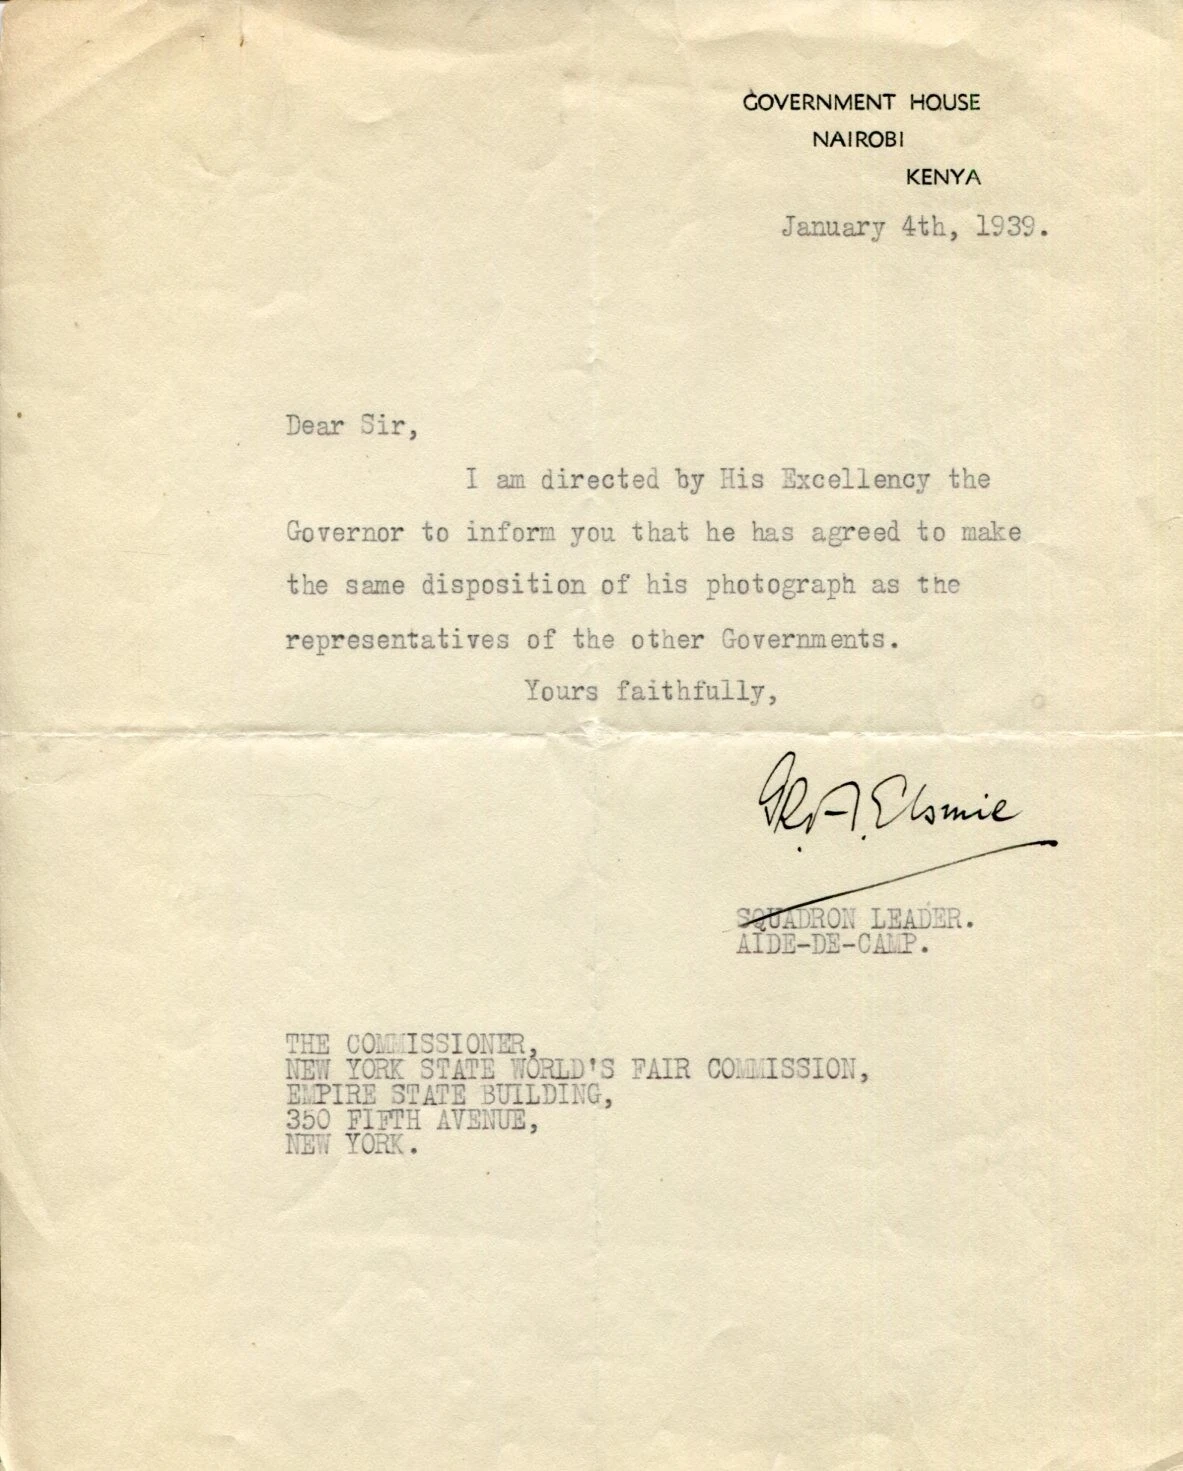 GOVERNMENT HOUSE
NAIROBI
KENYA
January 4th, 1939.
Dear Sir,
I am directed by His Excellency the
Governor to inform you that he has agreed to make
the same disposition of his photograph as the
representatives of the other Governments.
Yours faithfully,
Elsmie
SQUADRON LEADER.
AIDE-DE-CAMP.
THE COMMISSIONER,
NEW YORK STATE WORLD'S FAIR COMMISSION,
EMPIRE STATE BUILDING,
350 FIFTH AVENUE,
NEW YORK.